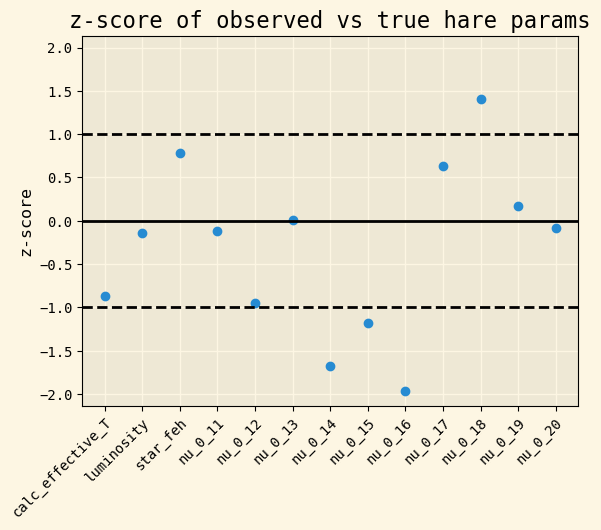 z-score of observed vs true hare params
2.0
1.5
1.0
0.5
0.0
−0.5
−1.0
−1.5
−2.0
z-score
calc_effective_T
luminosity
star_feh
nu_0_11
nu_0_12
nu_0_13
nu_0_14
nu_0_15
nu_0_16
nu_0_17
nu_0_18
nu_0_19
nu_0_20